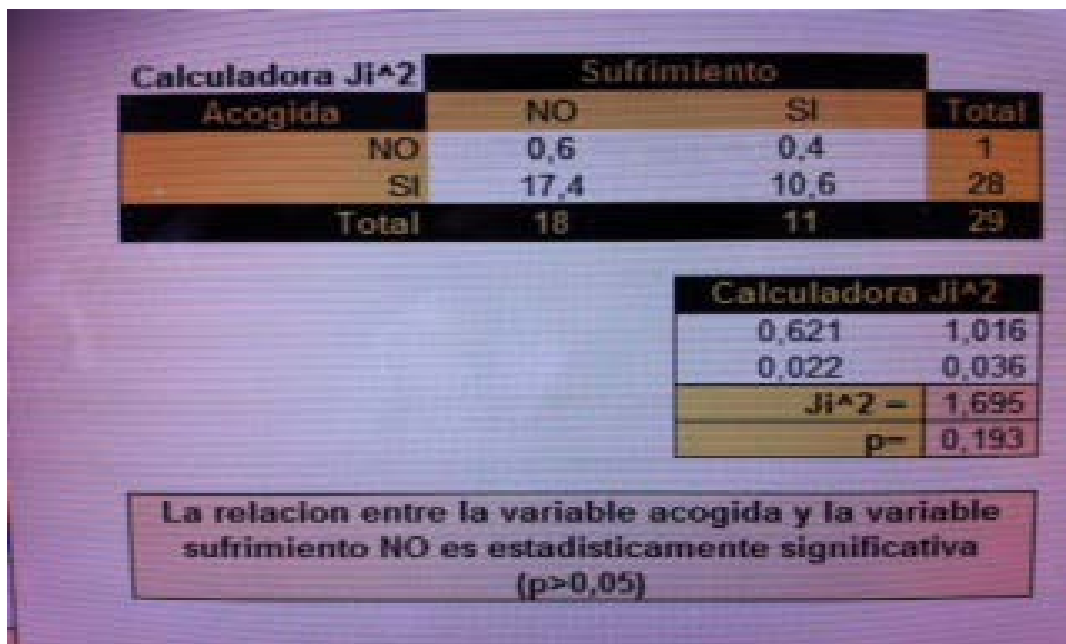 Calculadora Ji^2 Sufrimiento
Acogida NO SI Total
NO 0,6 0,4 1
SI 17,4 10,6 28
Total 18 11 29
Calculadora Ji^2
0,621 1,016
0,022 0,036
Ji^2 = 1,695
p= 0,193
La relacion entre la variable acogida y la variable
sufrimiento NO es estadisticamente significativa
(p>0,05)